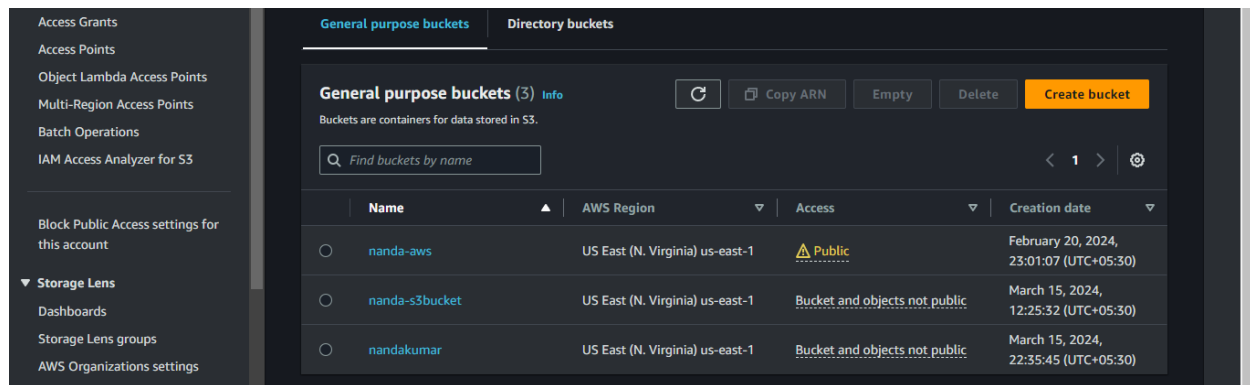 Access Grants
Access Points
Object Lambda Access Points
Multi-Region Access Points
Batch Operations
IAM Access Analyzer for S3
Block Public Access settings for
this account
Storage Lens
Dashboards
Storage Lens groups
AWS Organizations settings
General purpose buckets Directory buckets
General purpose buckets (3) Info
Copy ARN Empty Delete Create bucket
Buckets are containers for data stored in S3.
Find buckets by name
1
Name AWS Region Access Creation date
nanda-aws US East (N. Virginia) us-east-1 Public February 20, 2024,
23:01:07 (UTC+05:30)
nanda-s3bucket US East (N. Virginia) us-east-1 Bucket and objects not public March 15, 2024,
12:25:32 (UTC+05:30)
nandakumar US East (N. Virginia) us-east-1 Bucket and objects not public March 15, 2024,
22:35:45 (UTC+05:30)